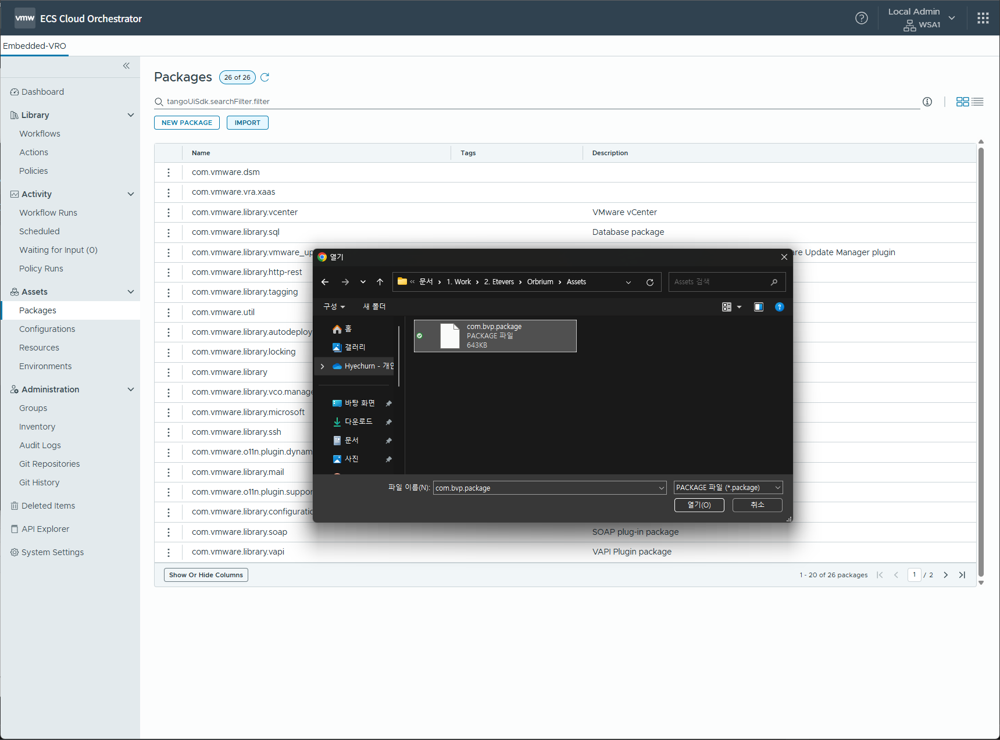 vmw ECS Cloud Orchestrator
Local Admin
WSA1
Embedded-VRO
Dashboard
Library
Workflows
Actions
Policies
Activity
Workflow Runs
Scheduled
Waiting for Input (0)
Policy Runs
Assets
Packages
Configurations
Resources
Environments
Administration
Groups
Inventory
Audit Logs
Git Repositories
Git History
Deleted Items
API Explorer
System Settings
Packages 26 of 26
tangoUiSdk.searchFilter.filter
NEW PACKAGE IMPORT
Name Tags Description
com.vmware.dsm
com.vmware.vra.xaas
com.vmware.library.vcenter VMware vCenter
com.vmware.library.sql Database package
com.vmware.library.vmware_up are Update Manager plugin
com.vmware.library.http-rest
com.vmware.library.tagging
com.vmware.util
com.vmware.library.autodeploy
com.vmware.library.locking
com.vmware.library
com.vmware.library.vco.manage
com.vmware.library.microsoft
com.vmware.library.ssh
com.vmware.o11n.plugin.dynam
com.vmware.library.mail
com.vmware.o11n.plugin.suppor
com.vmware.library.configuratio
com.vmware.library.soap SOAP plug-in package
com.vmware.library.vapi VAPI Plugin package
Show Or Hide Columns 1 - 20 of 26 packages 1 / 2
열기
« 문서 › 1. Work › 2. Etevers › Orbrium › Assets
Assets 검색
구성 새 폴더
홈
갤러리
Hyechurn - 개인
바탕 화면
다운로드
문서
사진
com.bvp.package
PACKAGE 파일
643KB
파일 이름(N): com.bvp.package PACKAGE 파일 (*.package)
열기(O) 취소